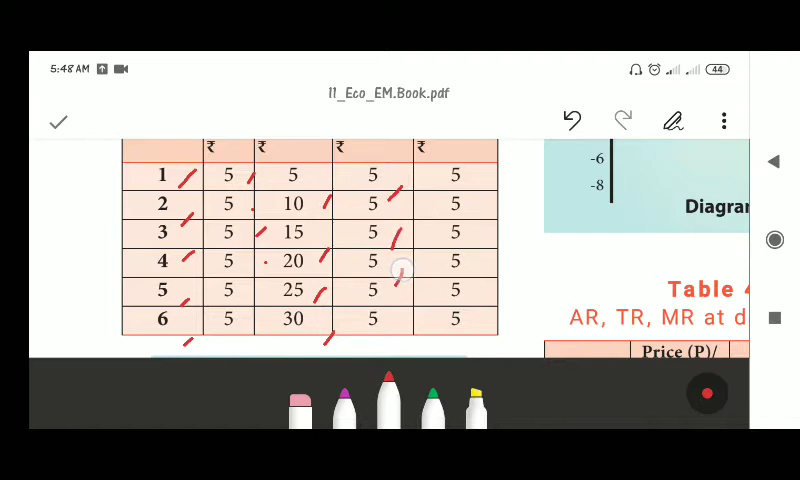 5:48 AM
44
11_Eco_EM.Book.pdf
₹ ₹ ₹ ₹
1 5 5 5 5
2 5 10 5 5
3 5 15 5 5
4 5 20 5 5
5 5 25 5 5
6 5 30 5 5
-6
-8
Diagra
Table 4
AR, TR, MR at d
Price (P)/